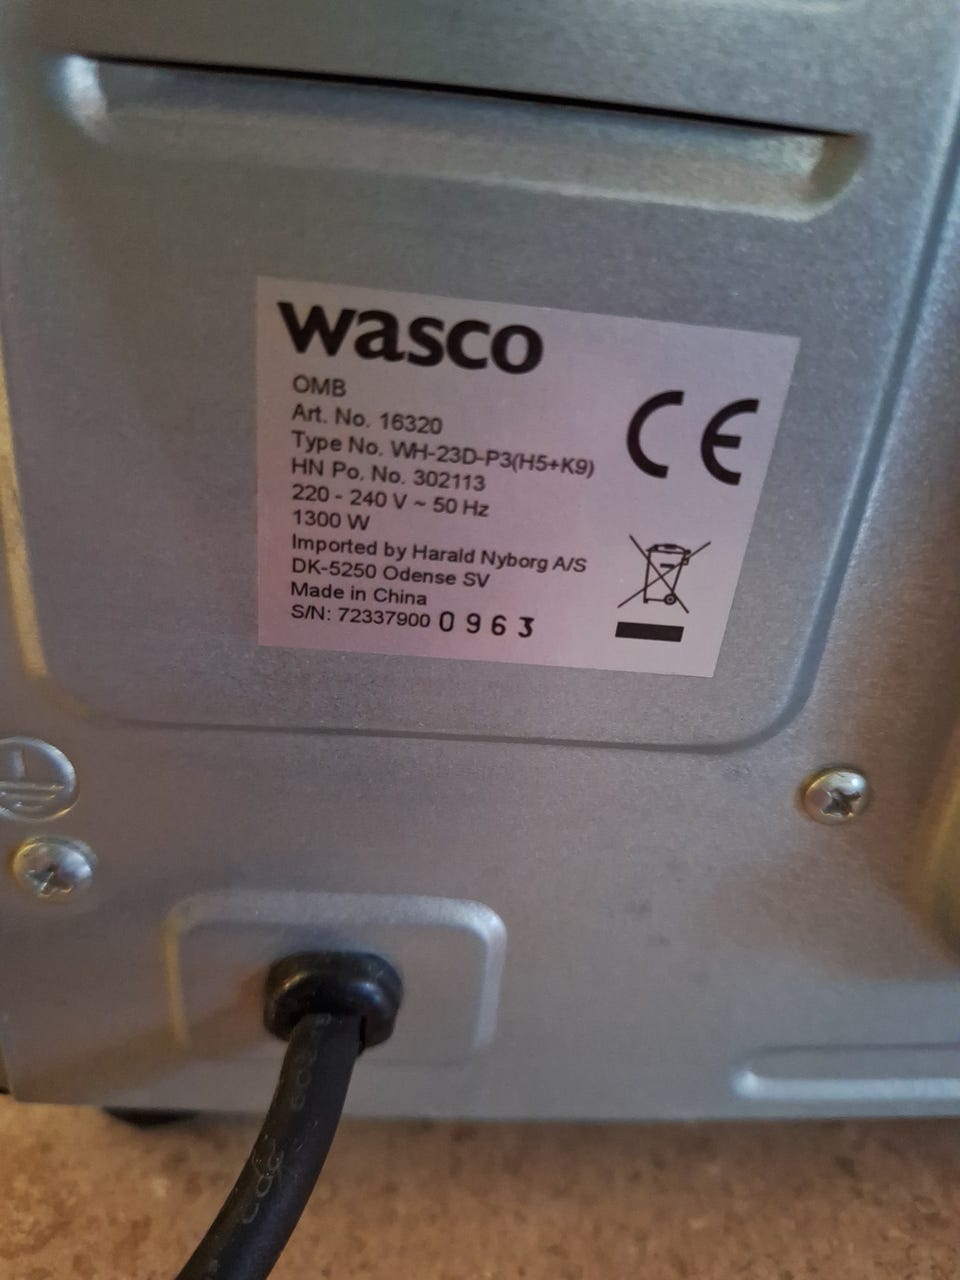 wasco
OMB
Art. No. 16320
Type No. WH-23D-P3(H5+K9)
HN Po. No. 302113
220 - 240 V ~ 50 Hz
1300 W
Imported by Harald Nyborg A/S
DK-5250 Odense SV
Made in China
S/N: 72337900 0963
CE